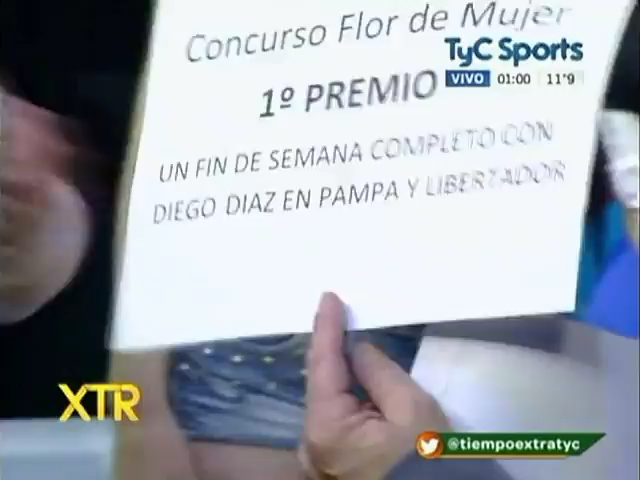 Concurso Flor de Mujer
TyC Sports
VIVO 01:00 11°9
1º PREMIO
UN FIN DE SEMANA COMPLETO CON
DIEGO DIAZ EN PAMPA Y LIBERTADOR
XTR
@tiempoextratyc